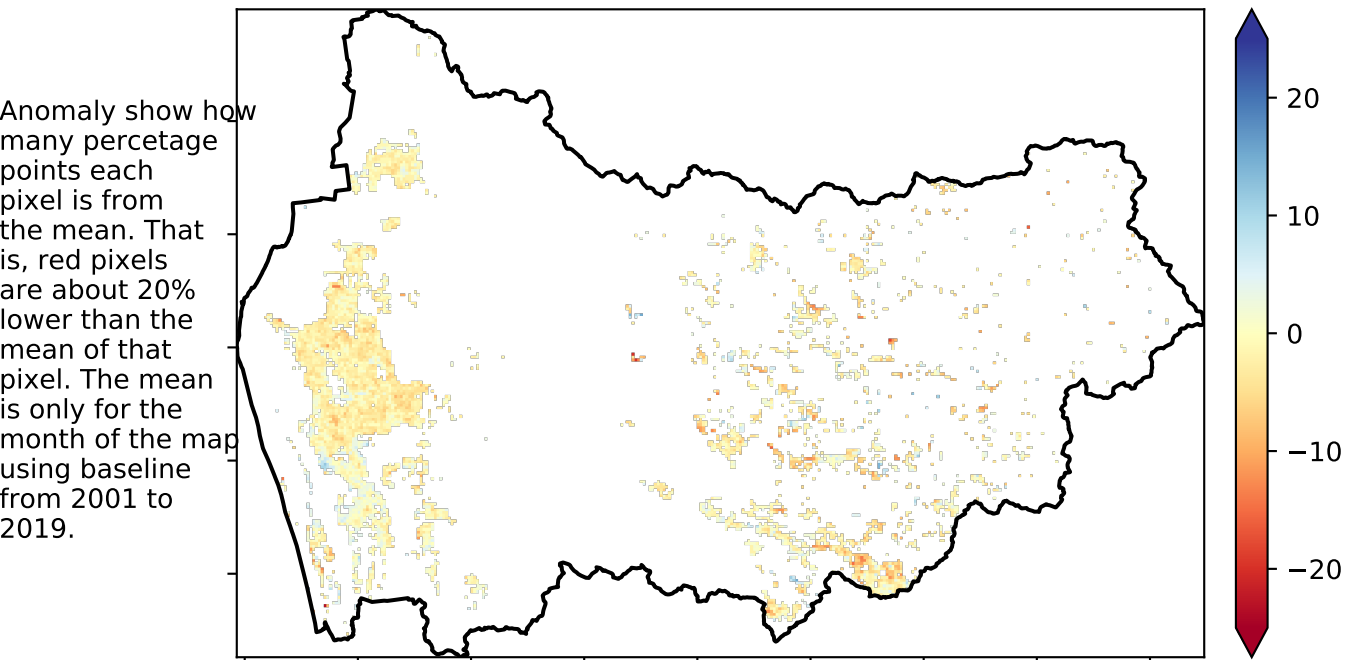 Anomaly show how
many percetage
points each
pixel is from
the mean. That
is, red pixels
are about 20%
lower than the
mean of that
pixel. The mean
is only for the
month of the map
using baseline
from 2001 to
2019.
20
10
0
−10
−20